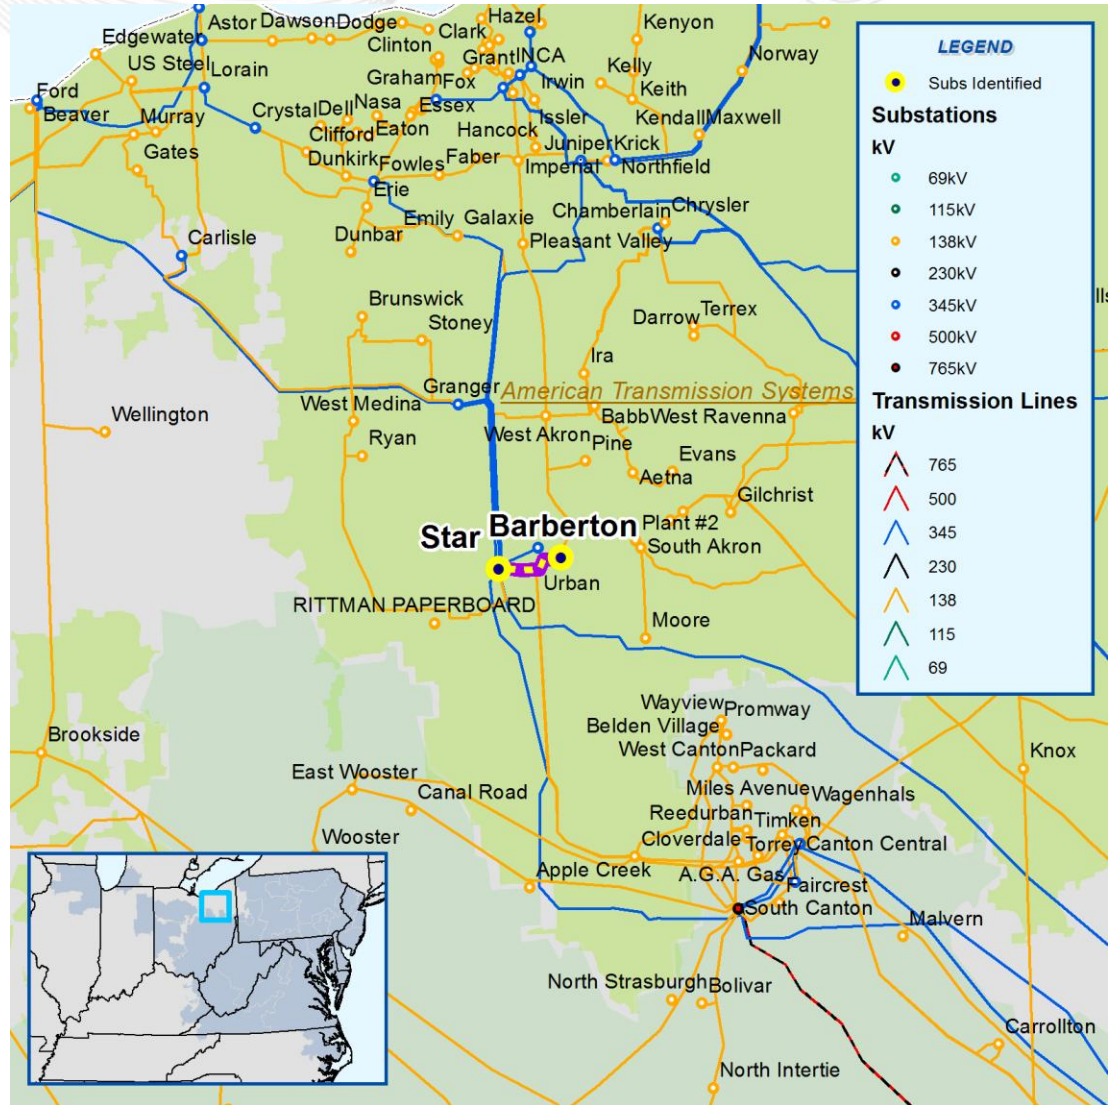 Hazel
Kenyon
Astor
Dawson
Dodge
Clark
Edgewater
Clinton
Grant
INCA
Norway
US Steel
Lorain
Graham
Fox
Irwin
Kelly
Ford
Nasa
Keith
Beaver
Crystal
Dell
Essex
Murray
Eaton
Issler
Kendall
Maxwell
Clifford
Hancock
Gates
Juniper
Krick
Dunkirk
Fowles
Faber
Imperial
Northfield
Erie
Chamberlain
Chrysler
Emily
Galaxie
Carlisle
Dunbar
Pleasant Valley
Brunswick
Darrow
Terrex
Stoney
Ira
Granger
American Transmission Systems
Wellington
West Medina
Babb
West Ravenna
Ryan
West Akron
Pine
Evans
Aetna
Gilchrist
Star
Barberton
Plant #2
South Akron
Urban
RITTMAN PAPERBOARD
Moore
Wayview
Promway
Belden Village
Brookside
West Canton
Packard
Knox
East Wooster
Canal Road
Miles Avenue
Wagenhals
Reedurban
Timken
Wooster
Cloverdale
Torrey
Canton Central
Apple Creek
A.G.A. Gas
Faircrest
South Canton
Malvern
North Strasburgh
Bolivar
Carrollton
North Intertie
LEGEND
Subs Identified
Substations
kV
69kV
115kV
138kV
230kV
345kV
500kV
765kV
Transmission Lines
kV
765
500
345
230
138
115
69